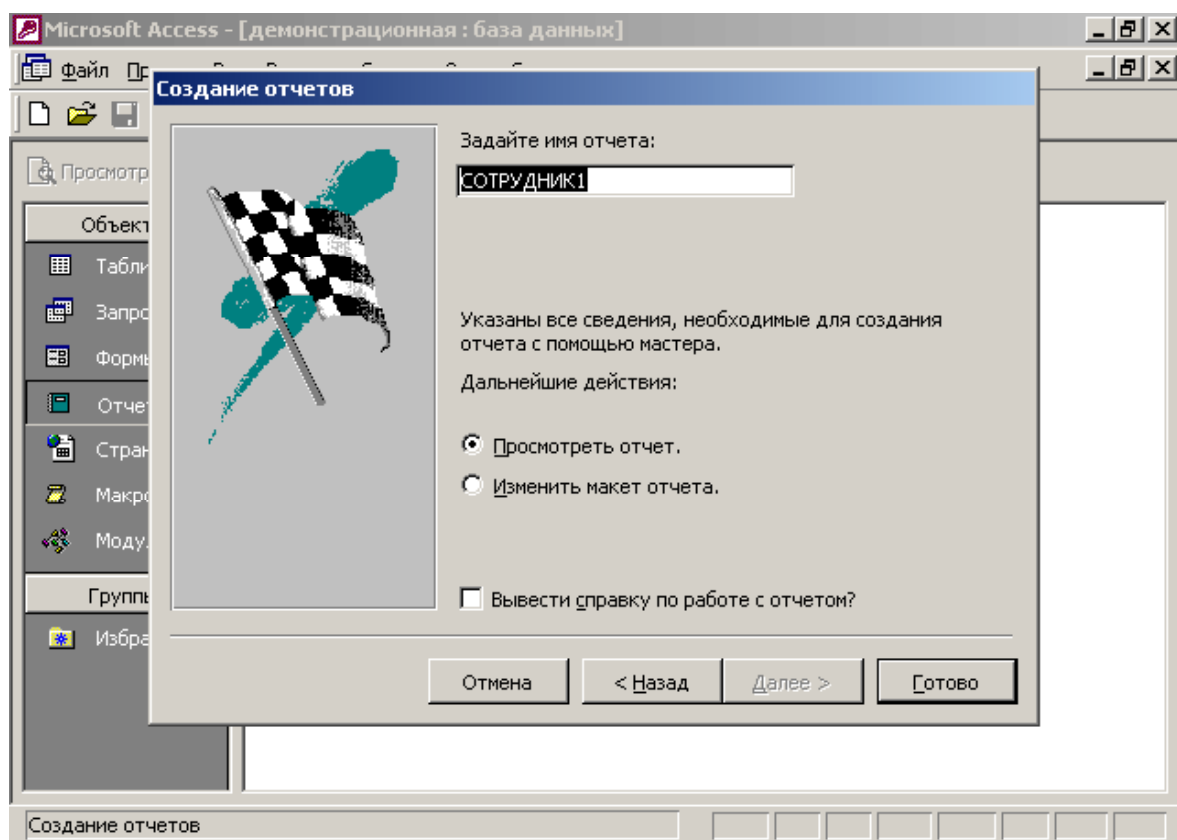 Microsoft Access - [демонстрационная : база данных]
Файл
Создание отчетов
Просмотр
Объект
Задайте имя отчета:
СОТРУДНИК1
Указаны все сведения, необходимые для создания
отчета с помощью мастера.
Дальнейшие действия:
Просмотреть отчет.
Изменить макет отчета.
Вывести справку по работе с отчетом?
Табли
Запро
Формы
Отче
Стран
Макро
Моду
Группы
Избра
Отмена
< Назад
Далее >
Готово
Создание отчетов